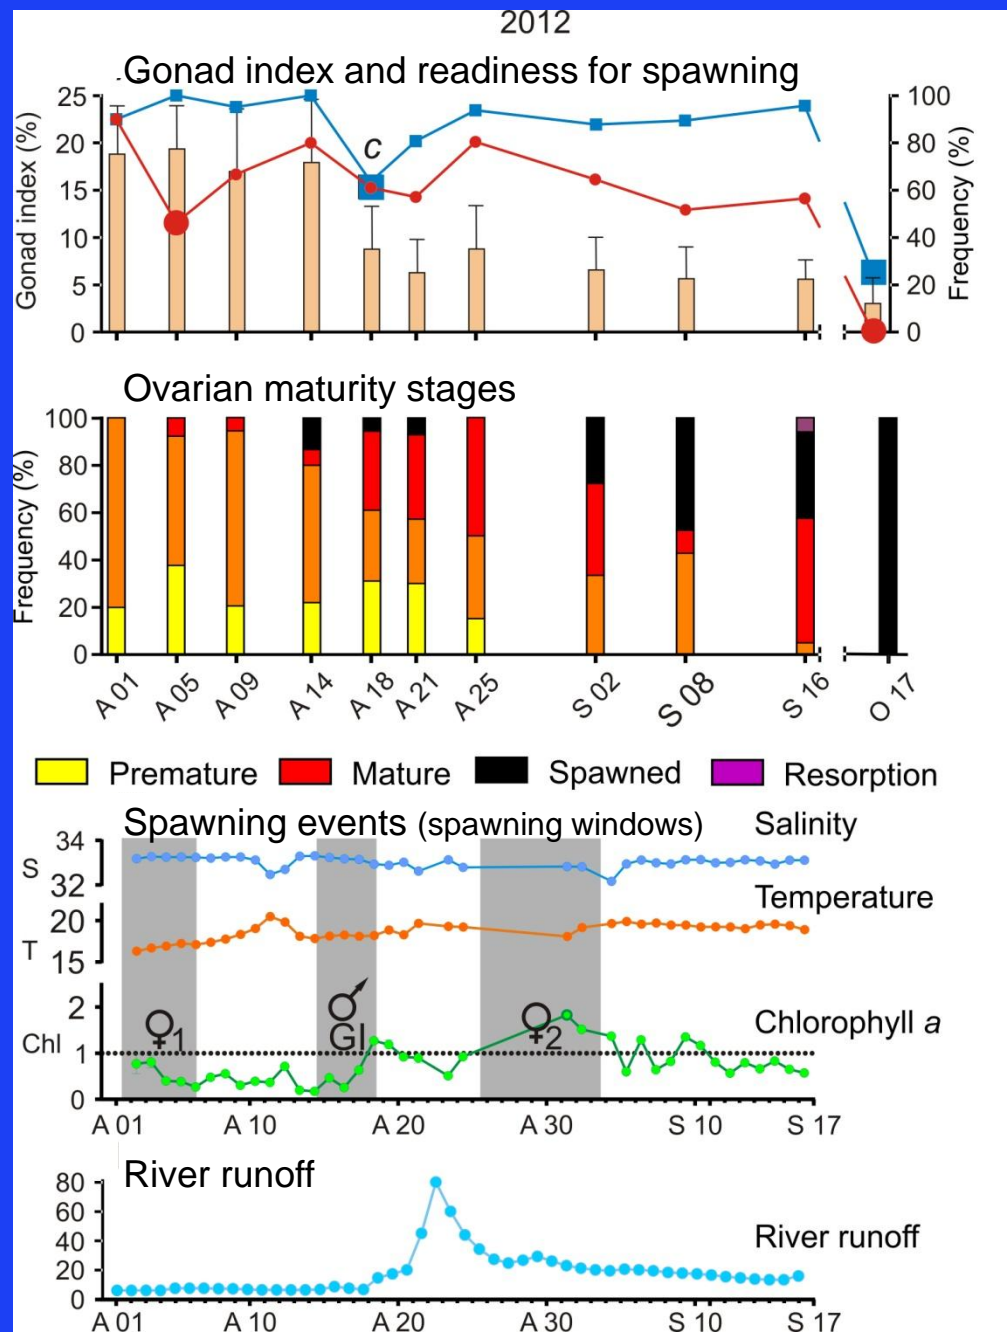 2012
Gonad index and readiness for spawning
25
20
15
10
5
0
Gonad index (%)
c
100
80
60
40
20
0
Frequency (%)
Ovarian maturity stages
100
80
60
40
20
0
Frequency (%)
A 01 A 05 A 09 A 14 A 18 A 21 A 25 S 02 S 08 S 16 O 17
Premature Mature Spawned Resorption
Spawning events (spawning windows)
Salinity
34
S
32
Temperature
20
T
15
♂
2
♀1 GI ♀2 Chlorophyll a
Chl
1
0
A 01 A 10 A 20 A 30 S 10 S 17
River runoff
80
60
40
20
0
River runoff
A 01 A 10 A 20 A 30 S 10 S 17